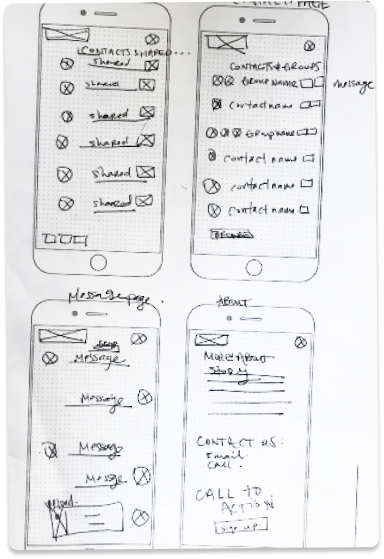 CONTACT PAGE
CONTACTS SHARED...
shared
shared
shared
shared
shared
shared
CONTACTS & GROUPS
GROUP NAME
message
contact name
Group name
contact name
contact name
contact name
Message page.
Message
Message
Message
Messge
ABOUT
MORE ABOUT
STORY
CONTACT US:
Email
CALL.
CALL TO
ACTION
Sign up